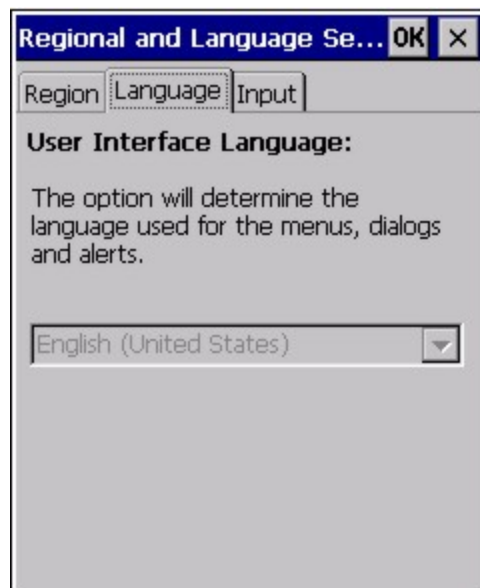 Regional and Language Se... OK ×
Region Language Input
User Interface Language:
The option will determine the
language used for the menus, dialogs
and alerts.
English (United States)